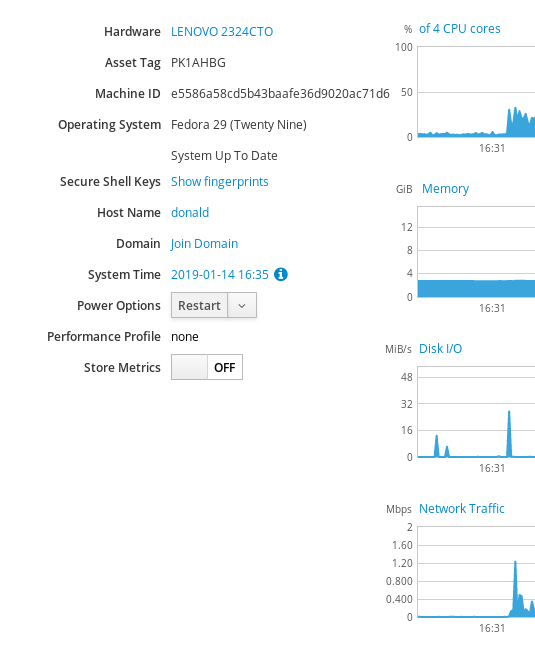 Hardware LENOVO 2324CTO
Asset Tag PK1AHBG
Machine ID e5586a58cd5b43baafe36d9020ac71d6
Operating System Fedora 29 (Twenty Nine)
System Up To Date
Secure Shell Keys Show fingerprints
Host Name donald
Domain Join Domain
System Time 2019-01-14 16:35
Power Options Restart
Performance Profile none
Store Metrics OFF
% of 4 CPU cores
100
50
0
16:31
GiB Memory
12
8
4
0
16:31
MiB/s Disk I/O
48
32
16
0
16:31
Mbps Network Traffic
2
1.60
1.20
0.800
0.400
0
16:31